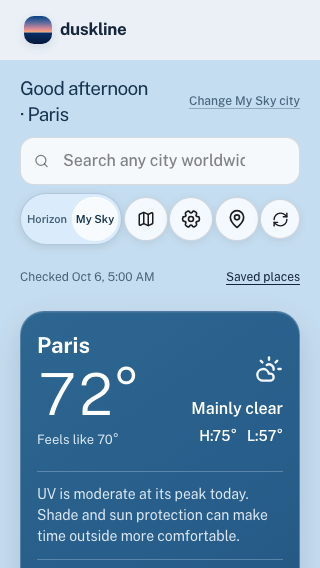 duskline
Good afternoon
· Paris
Change My Sky city
Search any city worldwic
Horizon
My Sky
Checked Oct 6, 5:00 AM
Saved places
Paris
72°
Feels like 70°
Mainly clear
H:75° L:57°
UV is moderate at its peak today.
Shade and sun protection can make
time outside more comfortable.